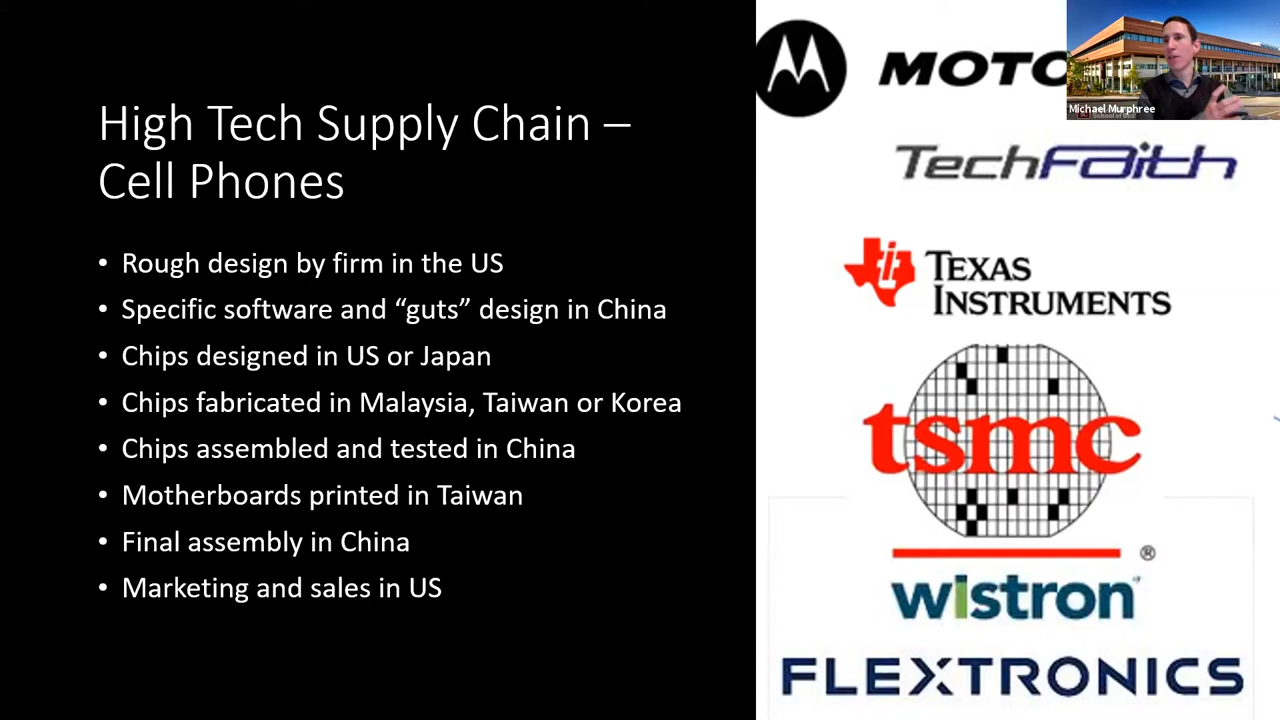 High Tech Supply Chain –
Cell Phones
• Rough design by firm in the US
• Specific software and “guts” design in China
• Chips designed in US or Japan
• Chips fabricated in Malaysia, Taiwan or Korea
• Chips assembled and tested in China
• Motherboards printed in Taiwan
• Final assembly in China
• Marketing and sales in US
MOTO
Michael Murphree
School of Bus
TechFaith
TEXAS
INSTRUMENTS
tsmc
®
wistron
FLEXTRONICS